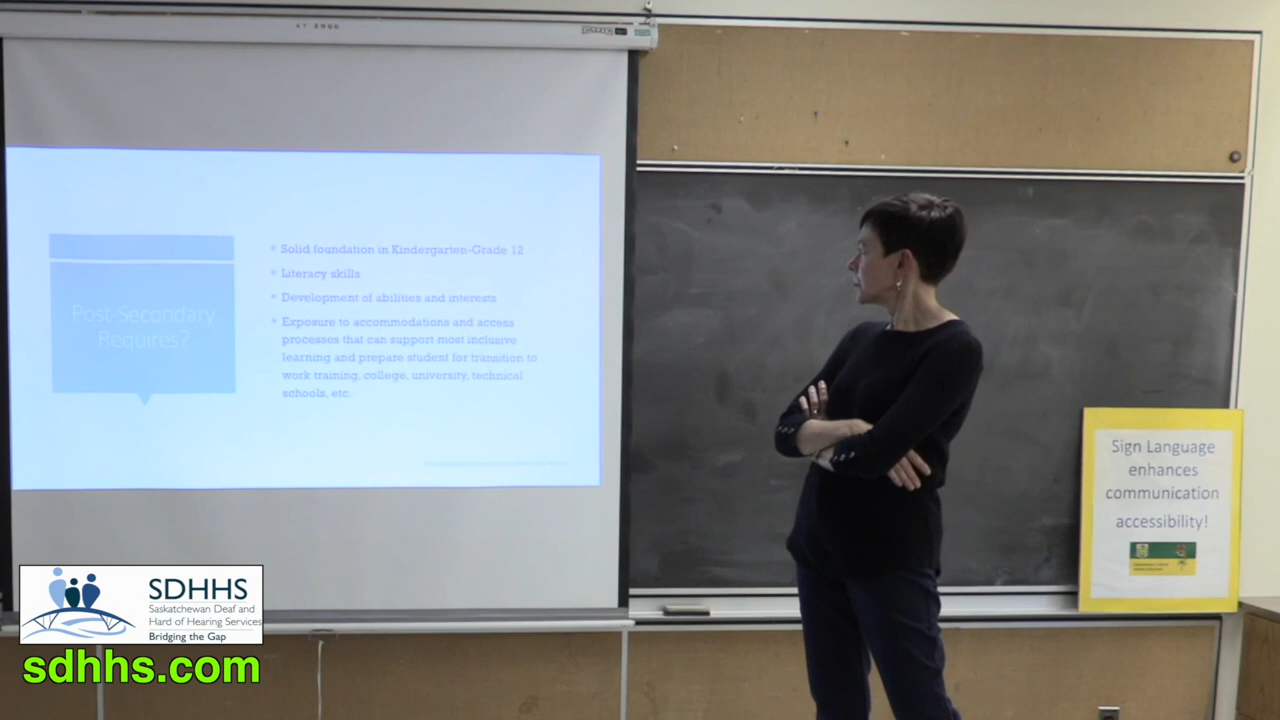 Post-Secondary
Requires?
Solid foundation in Kindergarten-Grade 12
Literacy skills
Development of abilities and interests
Exposure to accommodations and access
processes that can support most inclusive
learning and prepare student for transition to
work training, college, university, technical
schools, etc.
Sign Language
enhances
communication
accessibility!
SDHHS
Saskatchewan Deaf and
Hard of Hearing Services
Bridging the Gap
sdhhs.com